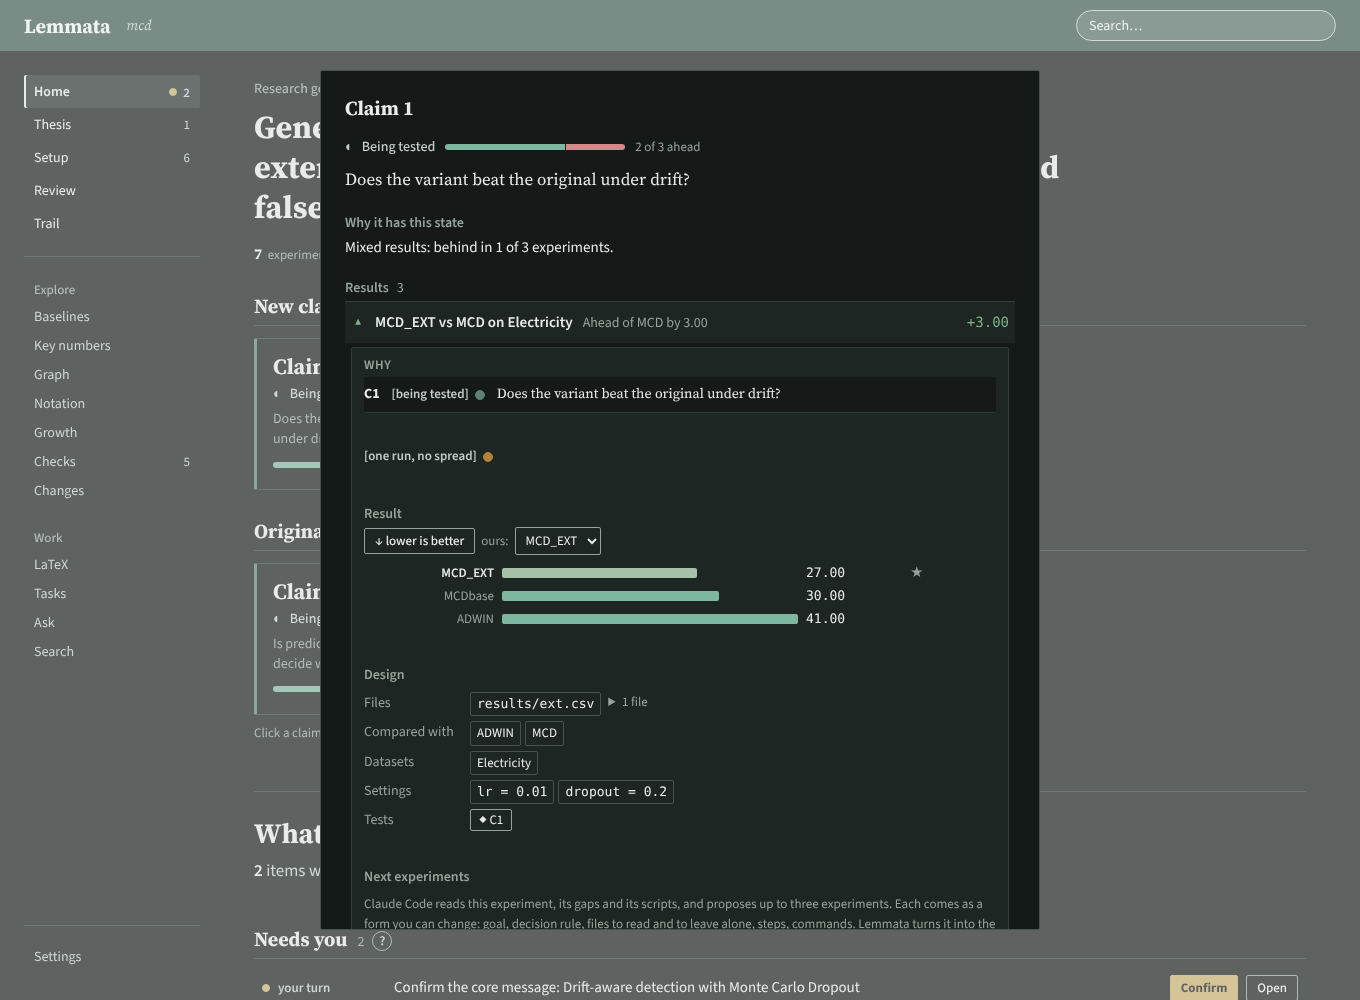 Lemmata mcd
Search…
Home 2
Thesis 1
Setup 6
Review
Trail
Explore
Baselines
Key numbers
Graph
Notation
Growth
Checks 5
Changes
Work
LaTeX
Tasks
Ask
Search
Settings
Research
Gene
exte
d
false
7 experime
New cla
Clai
Being
Does the
under d
Origina
Clai
Being
Is predic
decide w
Click a claim
What
2 items w
Needs you 2 ?
your turn Confirm the core message: Drift-aware detection with Monte Carlo Dropout Confirm Open
Claim 1
Being tested 2 of 3 ahead
Does the variant beat the original under drift?
Why it has this state
Mixed results: behind in 1 of 3 experiments.
Results 3
▲ MCD_EXT vs MCD on Electricity Ahead of MCD by 3.00 +3.00
WHY
C1 [being tested] Does the variant beat the original under drift?
[one run, no spread]
Result
↓ lower is better ours: MCD_EXT
MCD_EXT 27.00 ★
MCDbase 30.00
ADWIN 41.00
Design
Files results/ext.csv ▶ 1 file
Compared with ADWIN MCD
Datasets Electricity
Settings lr = 0.01 dropout = 0.2
Tests ◆ C1
Next experiments
Claude Code reads this experiment, its gaps and its scripts, and proposes up to three experiments. Each comes as a
form you can change: goal, decision rule, files to read and to leave alone, steps, commands. Lemmata turns it into the